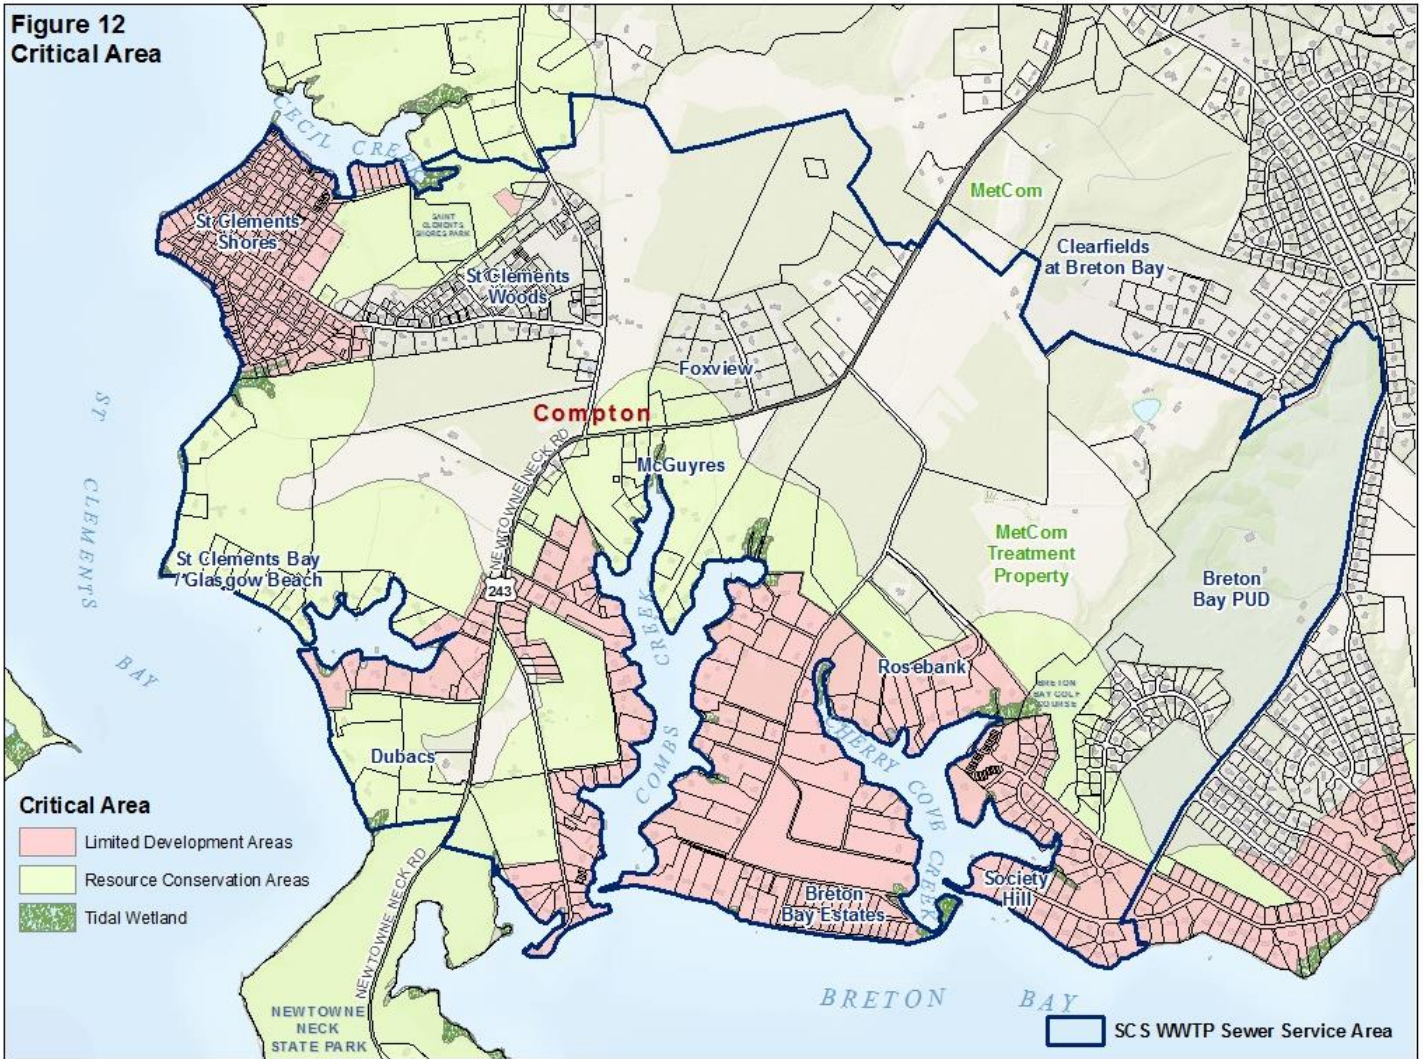 Figure 12
Critical Area
CECIL CREEK
MetCom
St Clements
Shores
SAINT
CLEMENTS
SHORES PARK
Clearfields
at Breton Bay
St Clements
Woods
Foxview
ST
CLEMENTS
BAY
Compton
NEWTOWNE NECK RD
McGuyres
MetCom
Treatment
Property
St Clements Bay
/ Glasgow Beach
Breton
Bay PUD
243
CREEK
COMBS
Rosebank
BRETON
BAY GOLF
COURSE
CHERRY COVE CREEK
Dubacs
Critical Area
Limited Development Areas
Resource Conservation Areas
Tidal Wetland
NEWTOWNE NECK RD
Society
Hill
Breton
Bay Estates
BRETON BAY
NEWTOWNE
NECK
STATE PARK
SCS WWTP Sewer Service Area